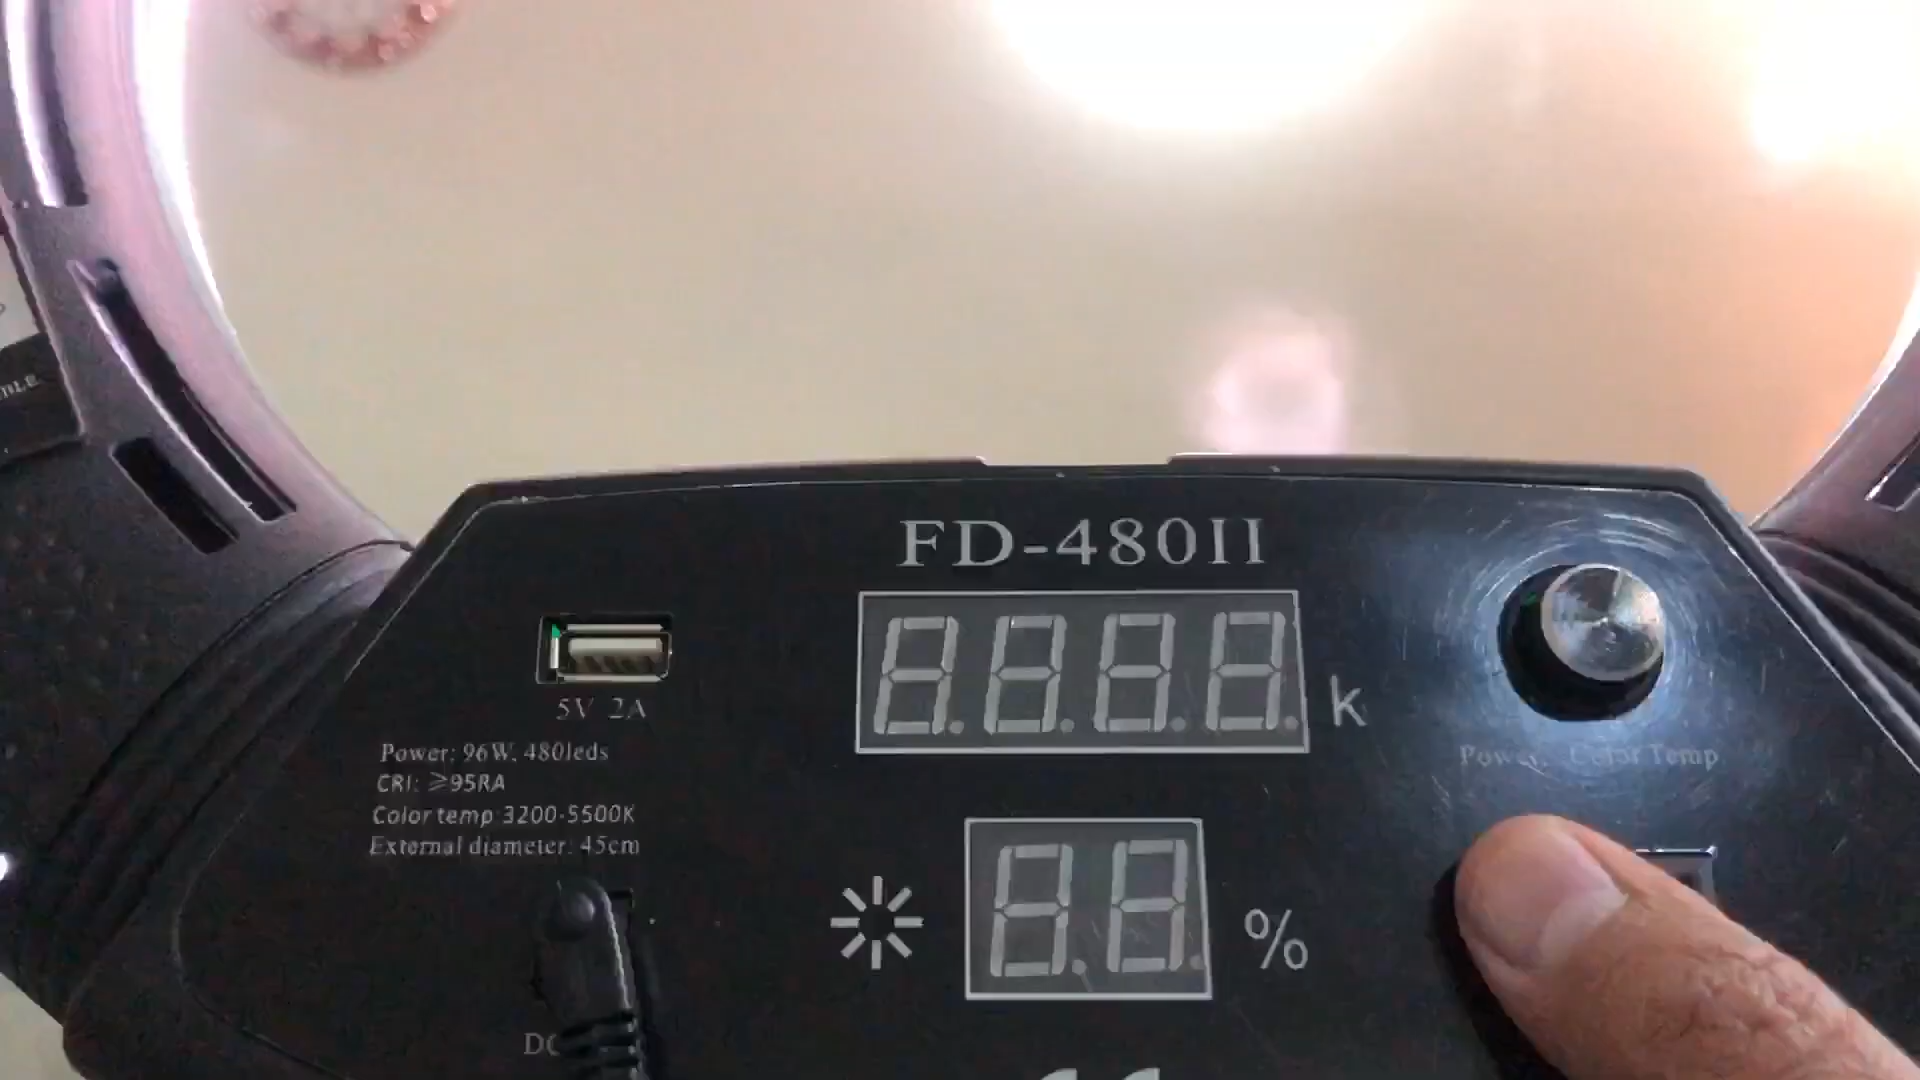 FD-480II
5V 2A
k
Power; 96W, 480leds
CRI: ≥95RA
Color temp 3200-5500K
External diameter: 45cm
Power, Color Temp
%
DC